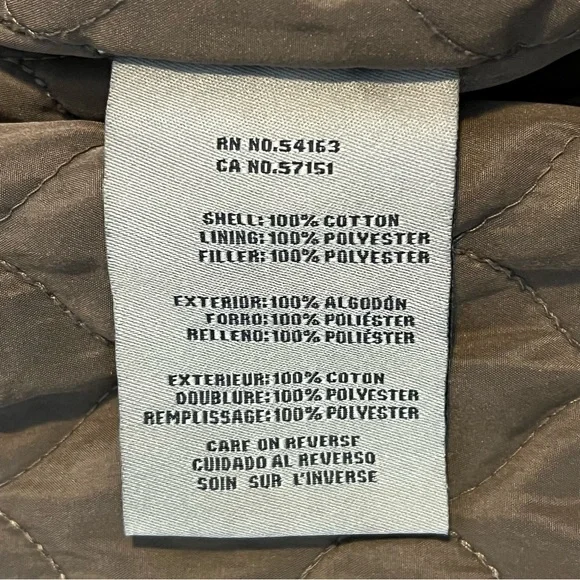 RN NO.54163
CA NO.57151
SHELL: 100% COTTON
LINING: 100% POLYESTER
FILLER: 100% POLYESTER
EXTERIOR: 100% ALGODÓN
FORRO: 100% POLIÉSTER
RELLENO: 100% POLIÉSTER
EXTERIEUR: 100% COTON
DOUBLURE: 100% POLYESTER
REMPLISSAGE: 100% POLYESTER
CARE ON REVERSE
CUIDADO AL REVERSO
SOIN SUR L'INVERSE